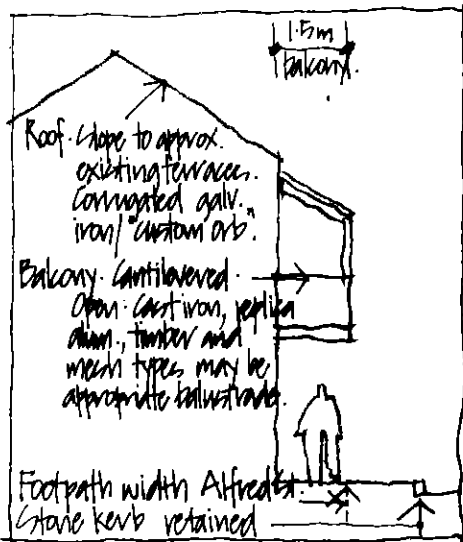 1.5m
balcony.
Roof. Slope to approx.
existing terraces.
Corrugated galv.
iron/"custom orb."
Balcony. Cantilevered.
Open. Cast iron, replica
alum., timber and
mesh types may be
appropriate balustrades.
Footpath width Alfred St.
Stone kerb retained